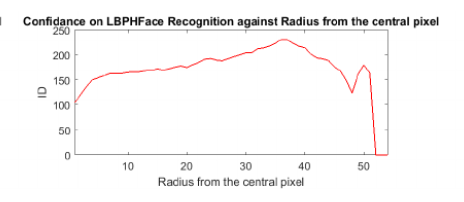 Confidance on LBPHFace Recognition against Radius from the central pixel
250
200
150
100
50
0
ID
10 20 30 40 50
Radius from the central pixel